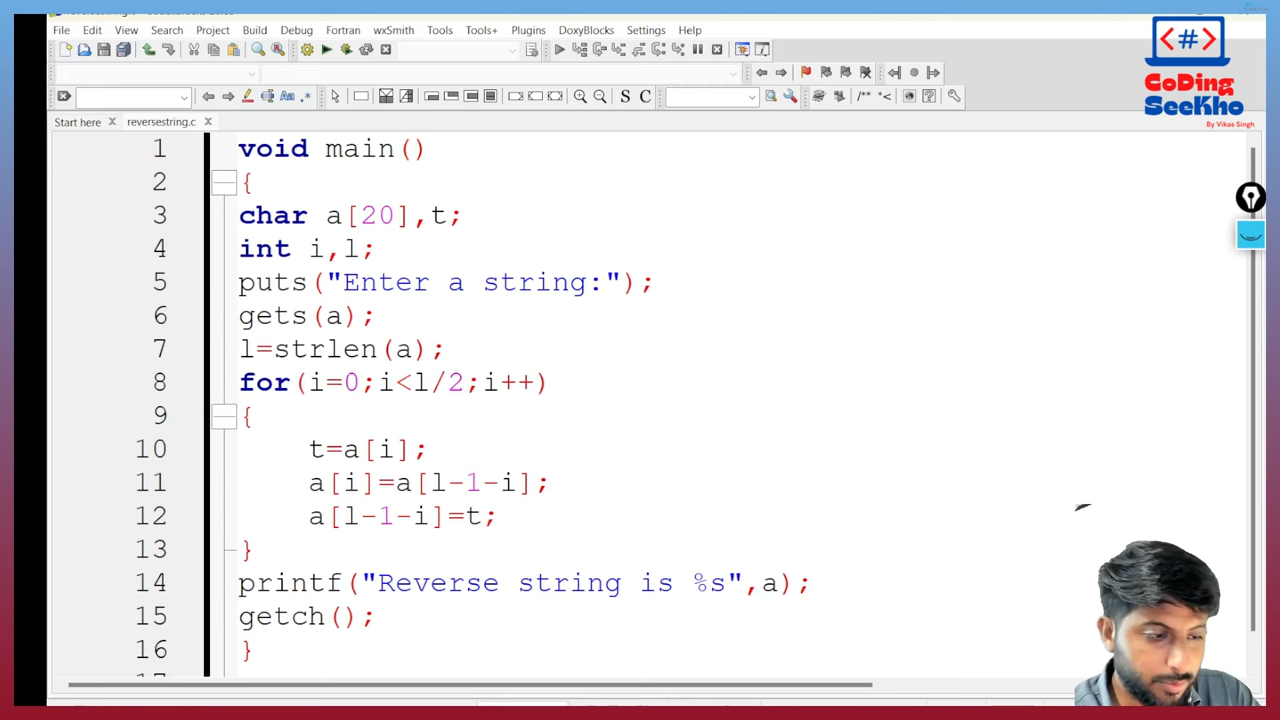 File Edit View Search Project Build Debug Fortran wxSmith Tools Tools+ Plugins DoxyBlocks Settings Help
<#>
CoDing
SeeKho
By Vikas Singh
Start here
reversestring.c
1 void main()
2 {
3 char a[20],t;
4 int i,l;
5 puts("Enter a string:");
6 gets(a);
7 l=strlen(a);
8 for(i=0;i<l/2;i++)
9 {
10 t=a[i];
11 a[i]=a[l-1-i];
12 a[l-1-i]=t;
13 }
14 printf("Reverse string is %s",a);
15 getch();
16 }